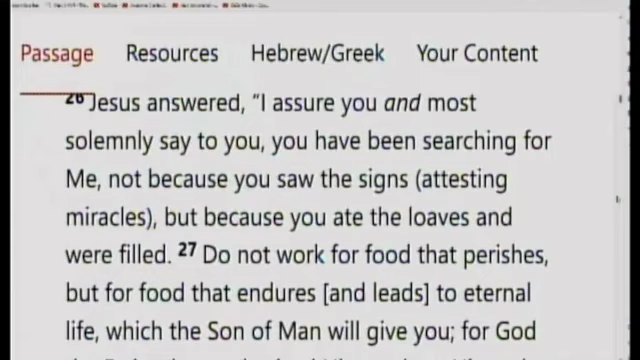 Passage Resources Hebrew/Greek Your Content
26 Jesus answered, “I assure you and most
solemnly say to you, you have been searching for
Me, not because you saw the signs (attesting
miracles), but because you ate the loaves and
were filled. 27 Do not work for food that perishes,
but for food that endures [and leads] to eternal
life, which the Son of Man will give you; for God